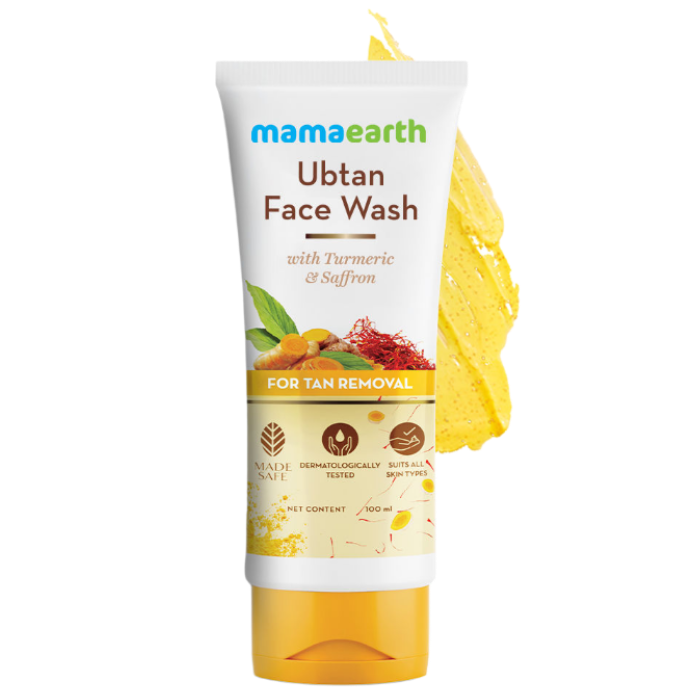 mamaearth
Ubtan
Face Wash
with Turmeric
& Saffron
FOR TAN REMOVAL
MADE
SAFE
DERMATOLOGICALLY
TESTED
SUITS ALL
SKIN TYPES
NET CONTENT 100 ml